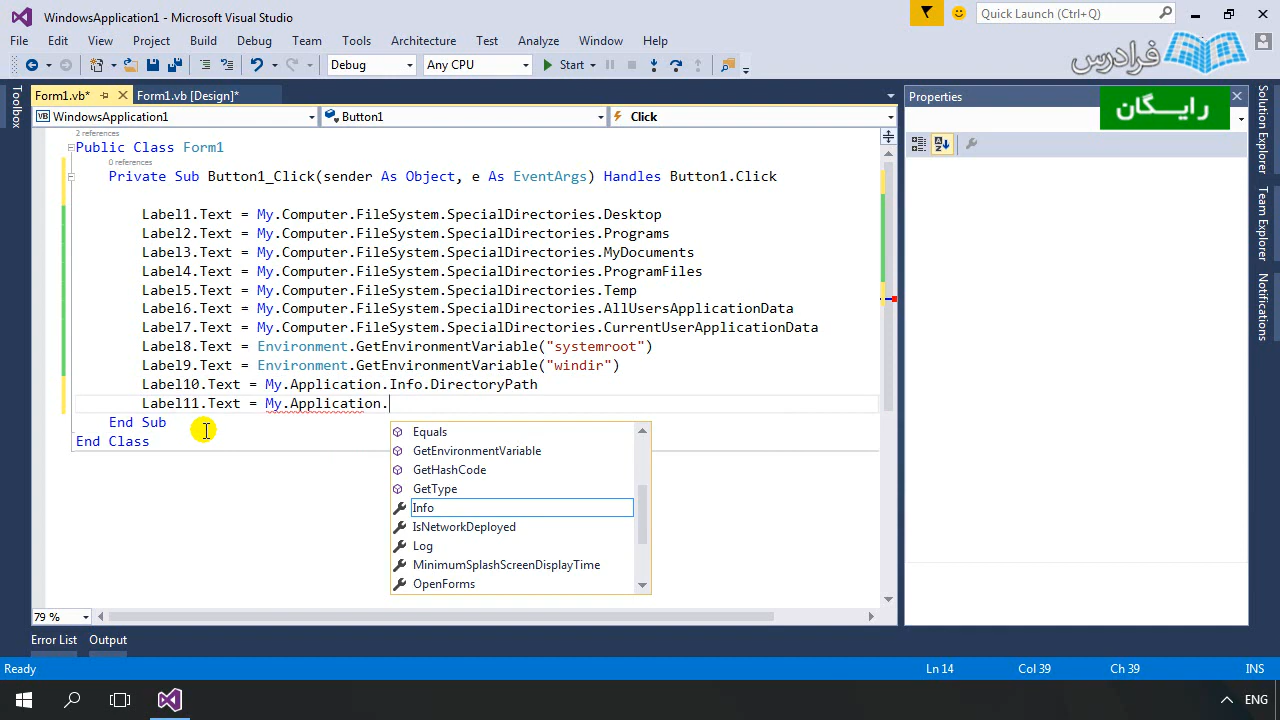 WindowsApplication1 - Microsoft Visual Studio
Quick Launch (Ctrl+Q)
File Edit View Project Build Debug Team Tools Architecture Test Analyze Window Help
Debug Any CPU Start
فرادرس
Form1.vb* Form1.vb [Design]*
Properties
رایگان
WindowsApplication1 Button1 Click
2 references
Public Class Form1
0 references
Private Sub Button1_Click(sender As Object, e As EventArgs) Handles Button1.Click
Label1.Text = My.Computer.FileSystem.SpecialDirectories.Desktop
Label2.Text = My.Computer.FileSystem.SpecialDirectories.Programs
Label3.Text = My.Computer.FileSystem.SpecialDirectories.MyDocuments
Label4.Text = My.Computer.FileSystem.SpecialDirectories.ProgramFiles
Label5.Text = My.Computer.FileSystem.SpecialDirectories.Temp
Label6.Text = My.Computer.FileSystem.SpecialDirectories.AllUsersApplicationData
Label7.Text = My.Computer.FileSystem.SpecialDirectories.CurrentUserApplicationData
Label8.Text = Environment.GetEnvironmentVariable("systemroot")
Label9.Text = Environment.GetEnvironmentVariable("windir")
Label10.Text = My.Application.Info.DirectoryPath
Label11.Text = My.Application.
End Sub
End Class
Equals
GetEnvironmentVariable
GetHashCode
GetType
Info
IsNetworkDeployed
Log
MinimumSplashScreenDisplayTime
OpenForms
Toolbox
Solution Explorer
Team Explorer
Notifications
79 %
Error List Output
Ready Ln 14 Col 39 Ch 39 INS
ENG